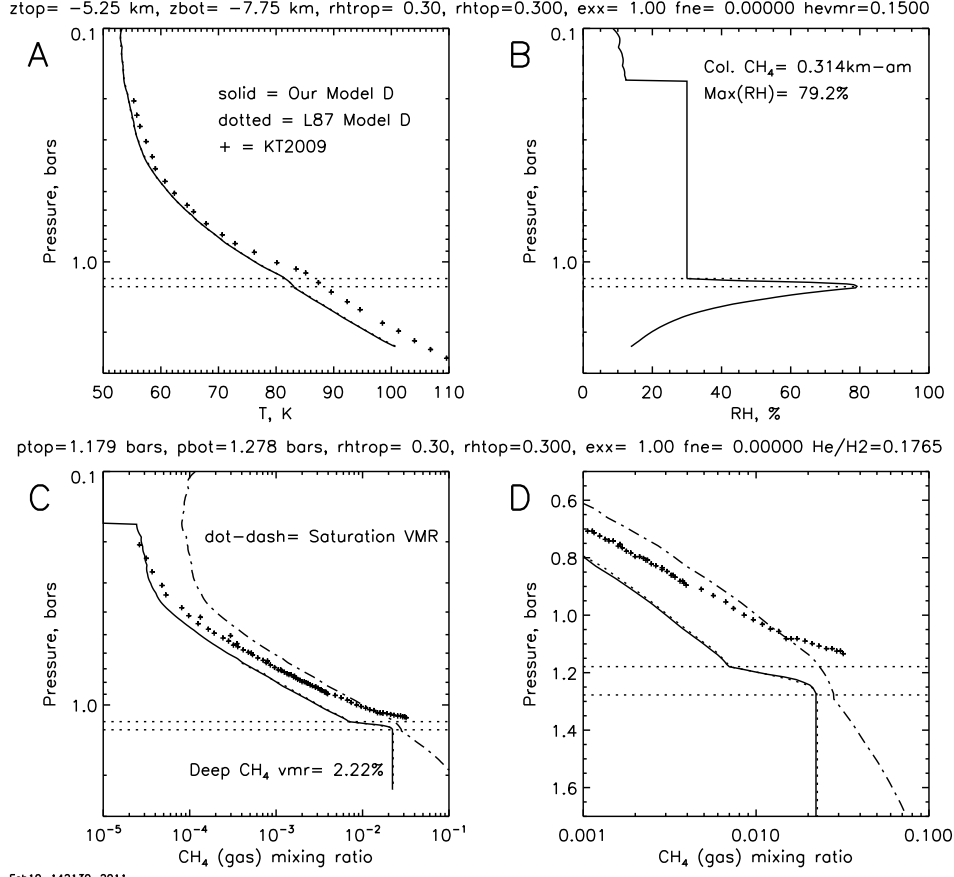 ztop= -5.25 km, zbot= -7.75 km, rhtrop= 0.30, rhtop=0.300, exx= 1.00 fne= 0.00000 hevmr=0.1500
A
solid = Our Model D
dotted = L87 Model D
+ = KT2009
0.1
1.0
Pressure, bars
50 60 70 80 90 100 110
T, K
B
Col. CH₄= 0.314km-am
Max(RH)= 79.2%
0.1
1.0
Pressure, bars
0 20 40 60 80 100
RH, %
ptop=1.179 bars, pbot=1.278 bars, rhtrop= 0.30, rhtop=0.300, exx= 1.00 fne= 0.00000 He/H2=0.1765
C
dot-dash= Saturation VMR
Deep CH₄ vmr= 2.22%
0.1
1.0
Pressure, bars
10⁻⁵ 10⁻⁴ 10⁻³ 10⁻² 10⁻¹
CH₄ (gas) mixing ratio
D
0.6
0.8
1.0
1.2
1.4
1.6
Pressure, bars
0.001 0.010 0.100
CH₄ (gas) mixing ratio